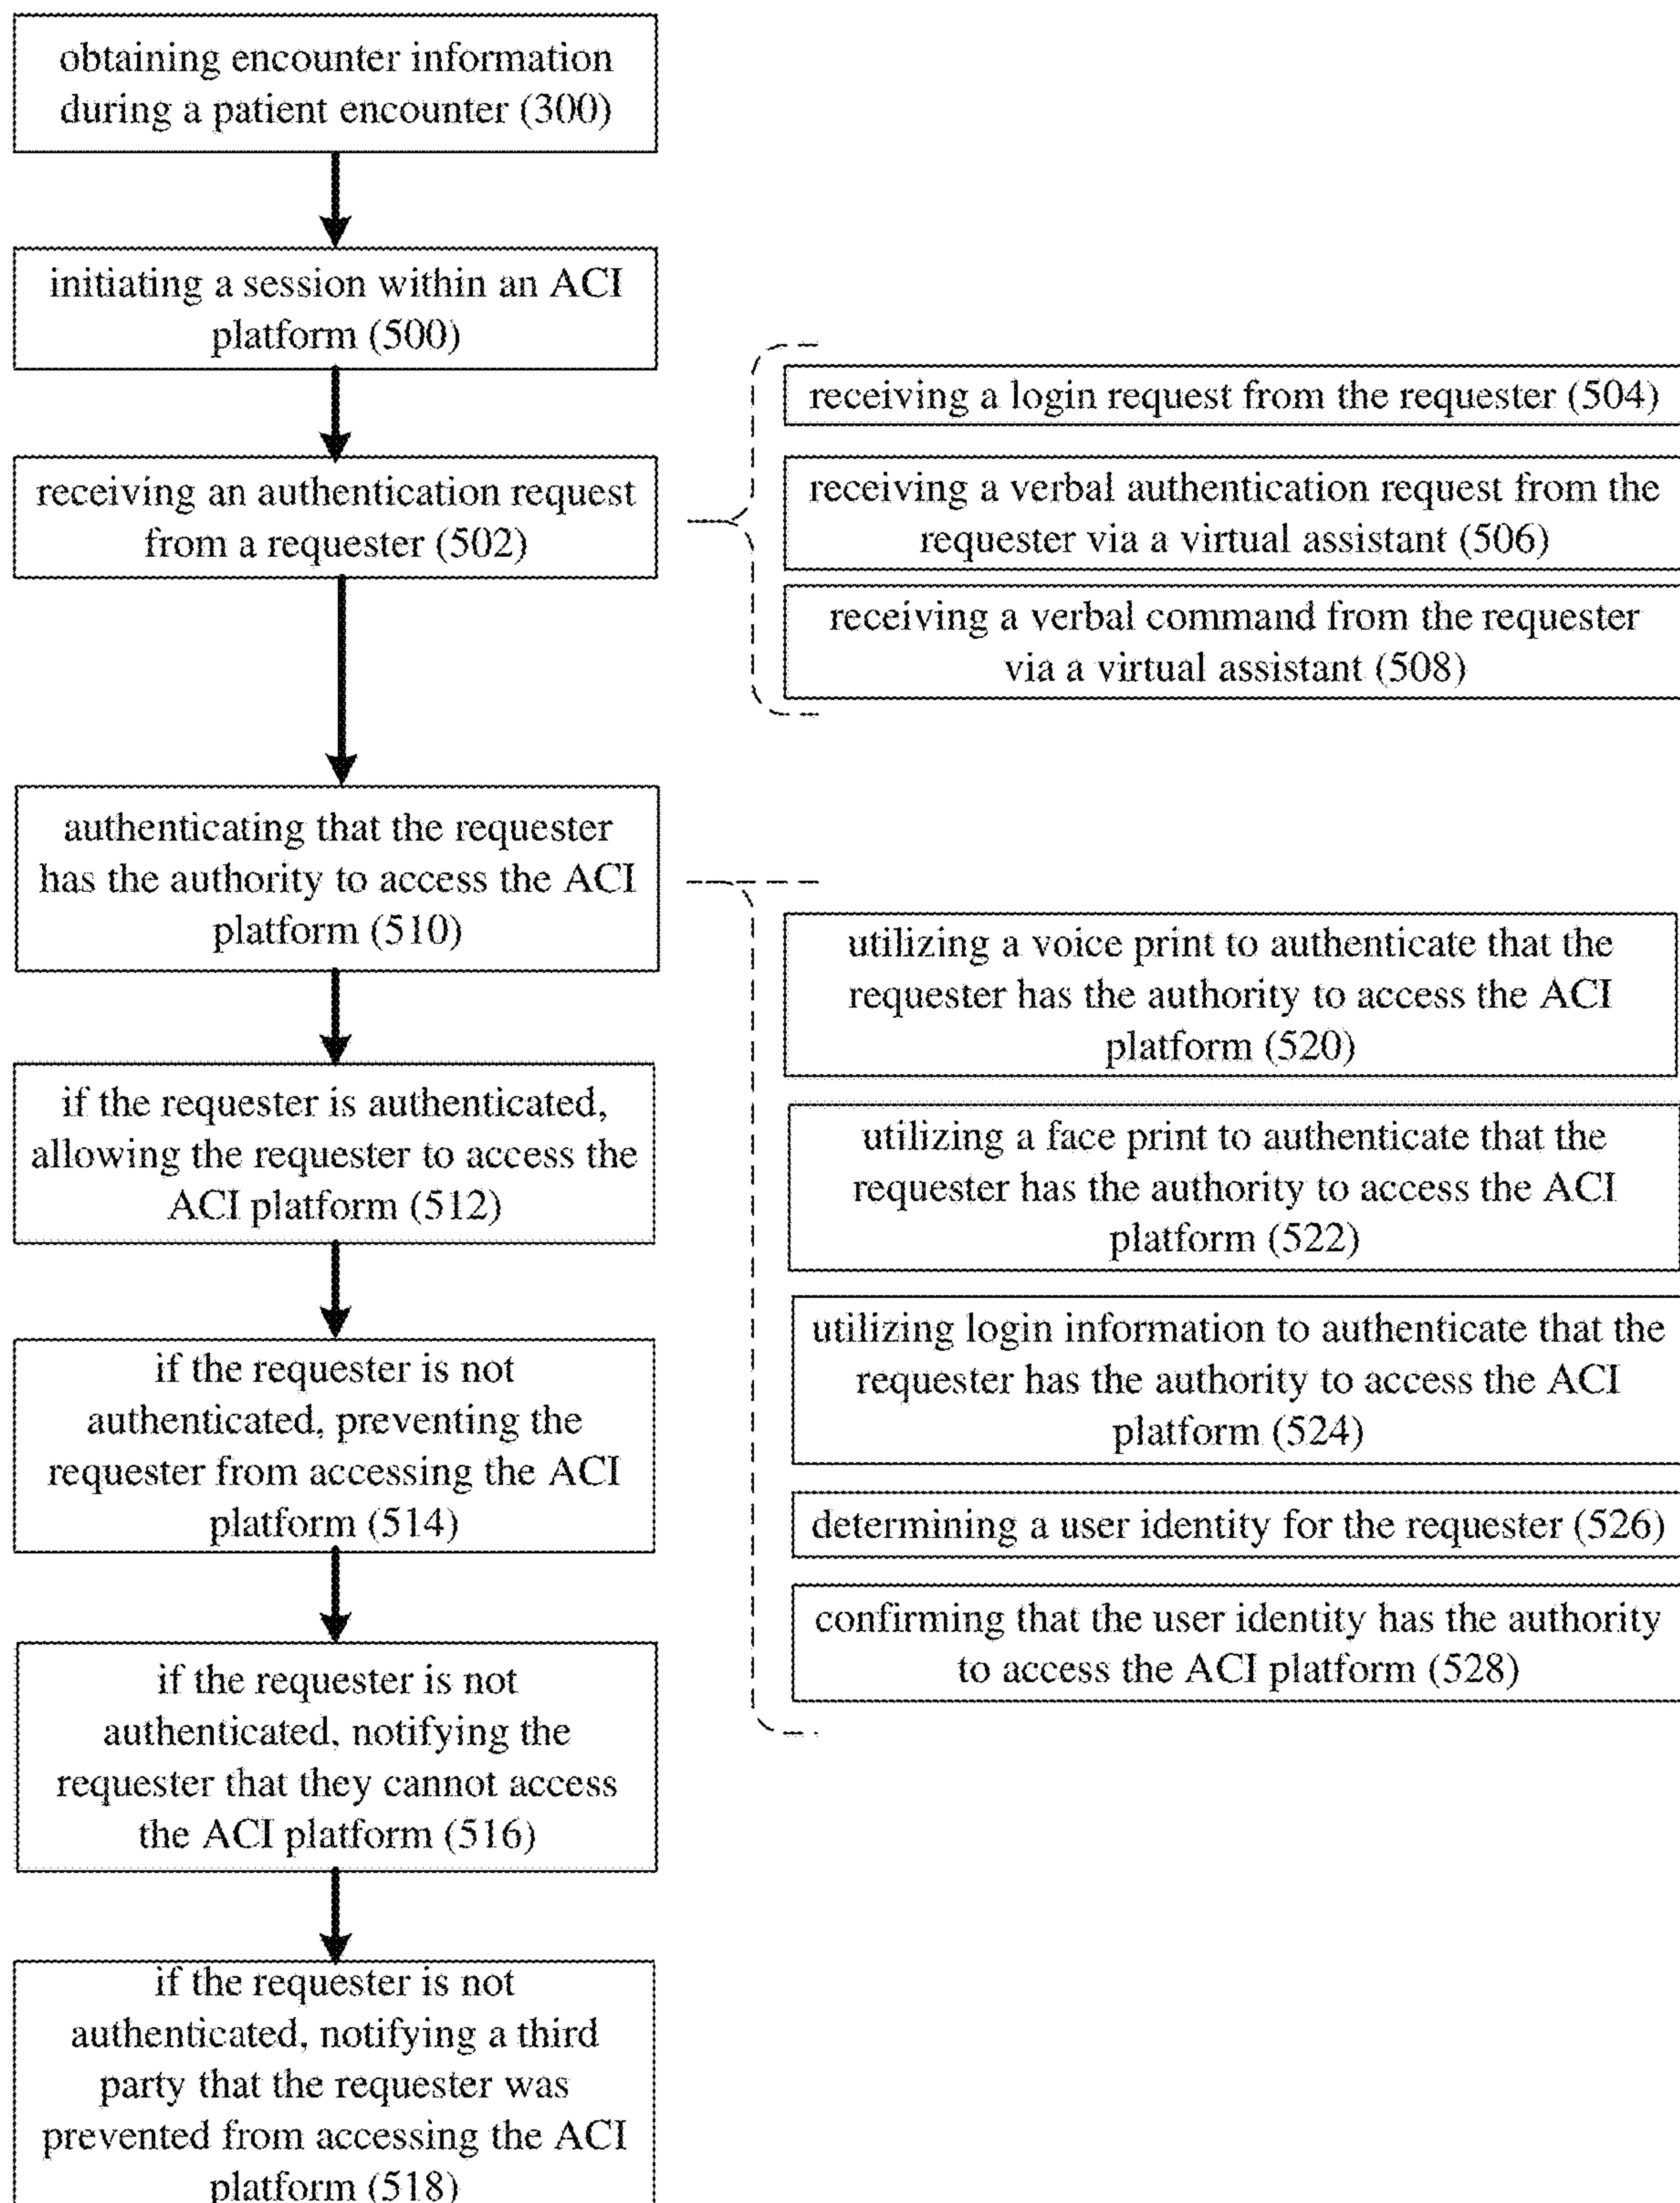 obtaining encounter information
during a patient encounter (300)
initiating a session within an ACI
platform (500)
receiving an authentication request
from a requester (502)
receiving a login request from the requester (504)
receiving a verbal authentication request from the
requester via a virtual assistant (506)
receiving a verbal command from the requester
via a virtual assistant (508)
authenticating that the requester
has the authority to access the ACI
platform (510)
utilizing a voice print to authenticate that the
requester has the authority to access the ACI
platform (520)
utilizing a face print to authenticate that the
requester has the authority to access the ACI
platform (522)
utilizing login information to authenticate that the
requester has the authority to access the ACI
platform (524)
determining a user identity for the requester (526)
confirming that the user identity has the authority
to access the ACI platform (528)
if the requester is authenticated,
allowing the requester to access the
ACI platform (512)
if the requester is not
authenticated, preventing the
requester from accessing the ACI
platform (514)
if the requester is not
authenticated, notifying the
requester that they cannot access
the ACI platform (516)
if the requester is not
authenticated, notifying a third
party that the requester was
prevented from accessing the ACI
platform (518)